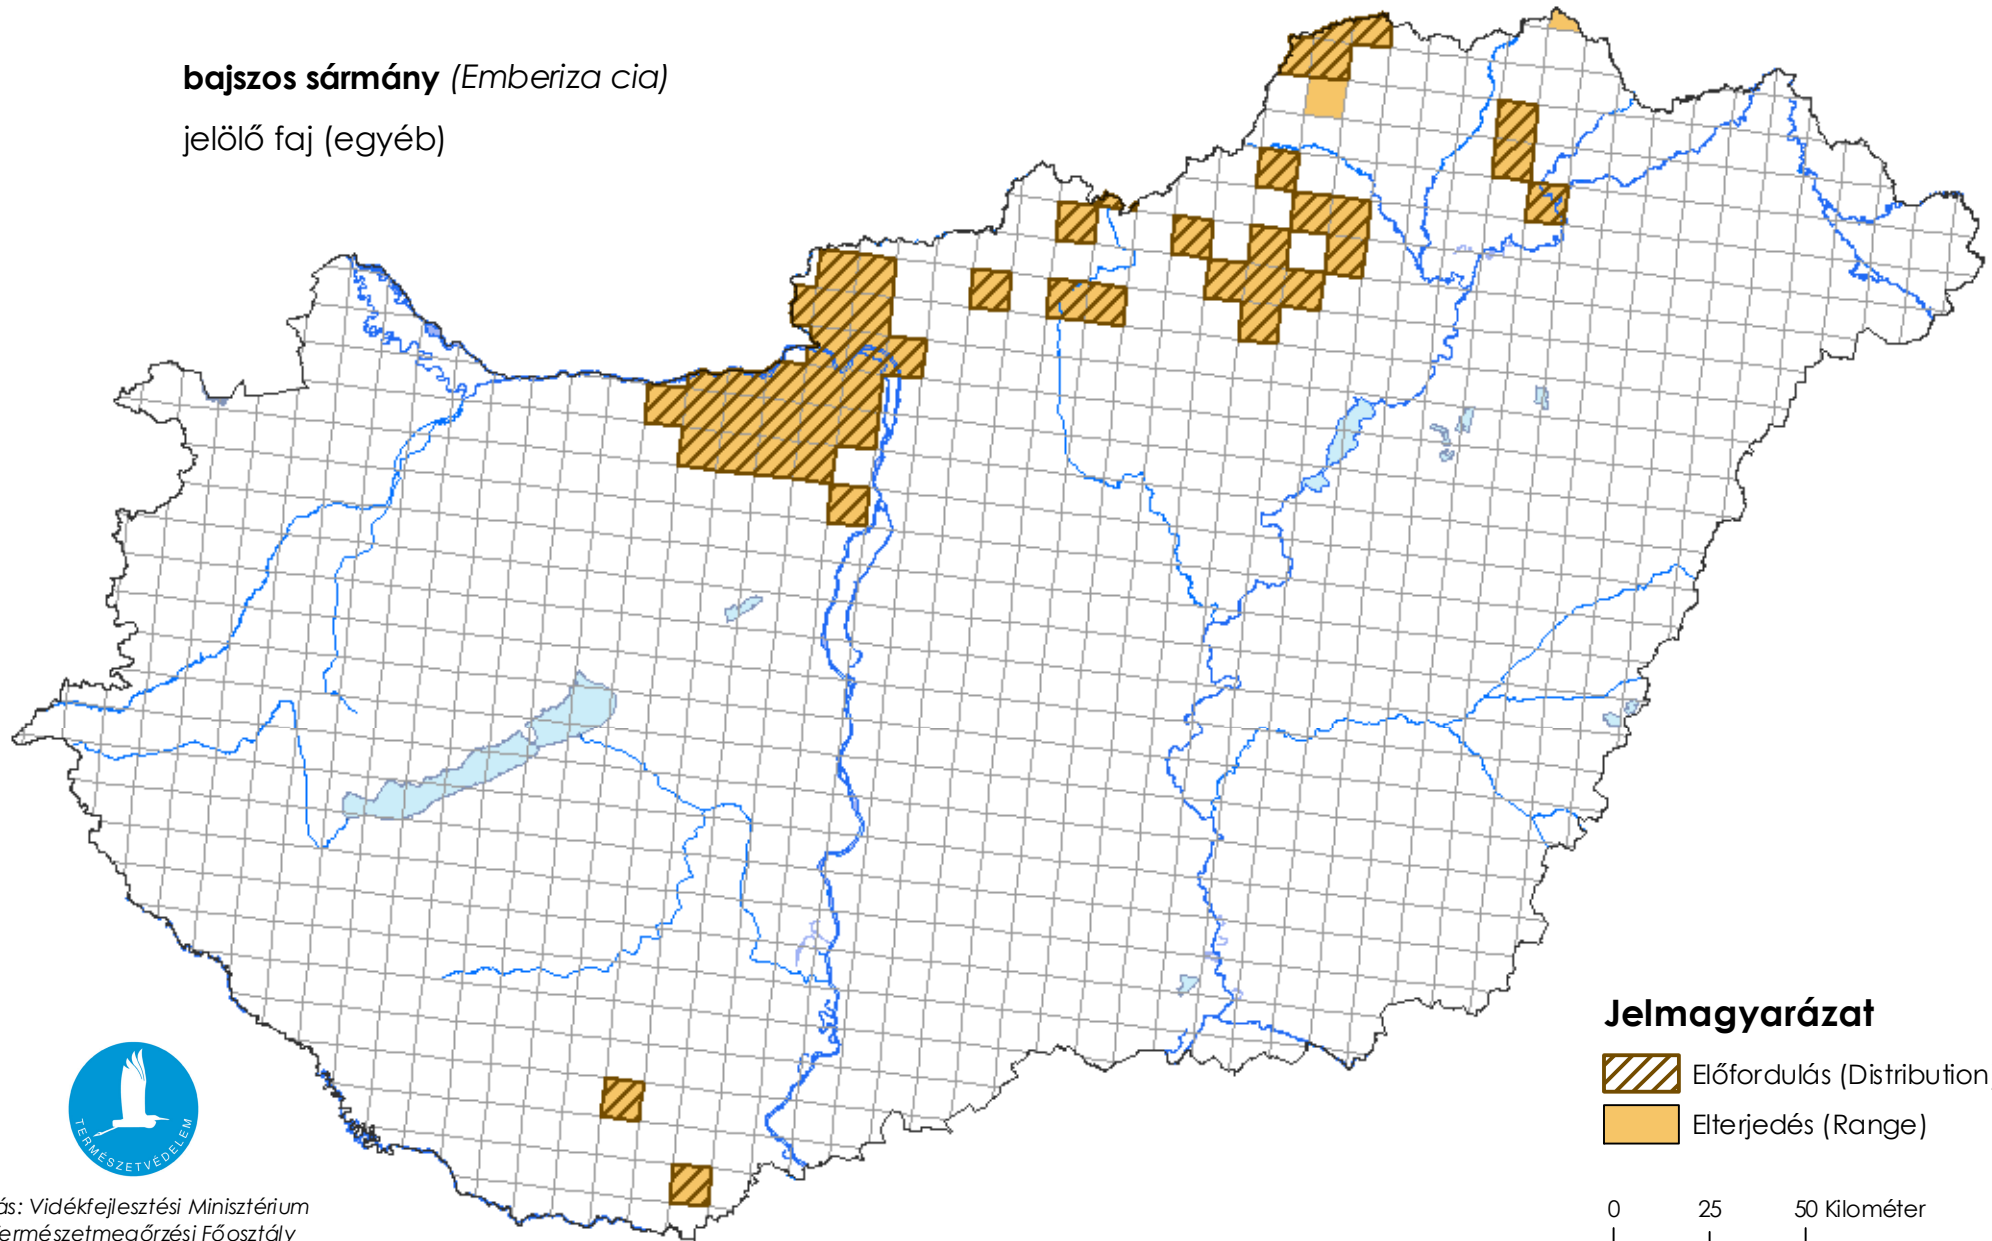 bajszos sármány (Emberiza cia)
jelölő faj (egyéb)
Jelmagyarázat
Előfordulás (Distribution)
Elterjedés (Range)
0 25 50 Kilométer
TERMÉSZETVÉDELEM
Vidékfejlesztési Minisztérium
Természetmegőrzési Főosztály